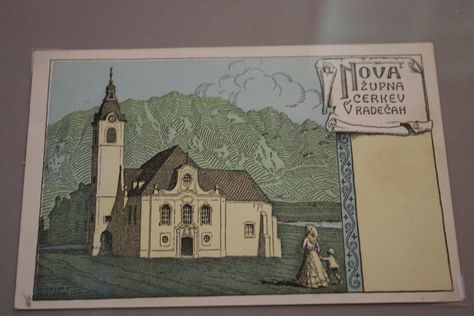 NOVA
ŽUPNA
CERKEV
V RADEČAH